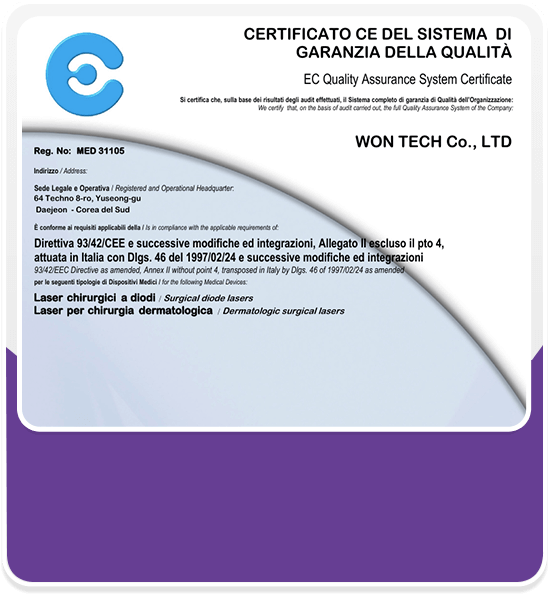 CERTIFICATO CE DEL SISTEMA DI
GARANZIA DELLA QUALITÀ
EC Quality Assurance System Certificate
Si certifica che, sulla base dei risultati degli audit effettuati, il Sistema completo di garanzia di Qualità dell'Organizzazione:
We certify that, on the basis of audit carried out, the full Quality Assurance System of the Company:
WON TECH Co., LTD
Reg. No: MED 31105
Indirizzo / Address:
Sede Legale e Operativa / Registered and Operational Headquarter:
64 Techno 8-ro, Yuseong-gu
Daejeon - Corea del Sud
È conforme ai requisiti applicabili della / Is in compliance with the applicable requirements of:
Direttiva 93/42/CEE e successive modifiche ed integrazioni, Allegato II escluso il pto 4,
attuata in Italia con Dlgs. 46 del 1997/02/24 e successive modifiche ed integrazioni
93/42/EEC Directive as amended, Annex II without point 4, transposed in Italy by Dlgs. 46 of 1997/02/24 as amended
per le seguenti tipologie di Dispositivi Medici / for the following Medical Devices:
Laser chirurgici a diodi / Surgical diode lasers
Laser per chirurgia dermatologica / Dermatologic surgical lasers